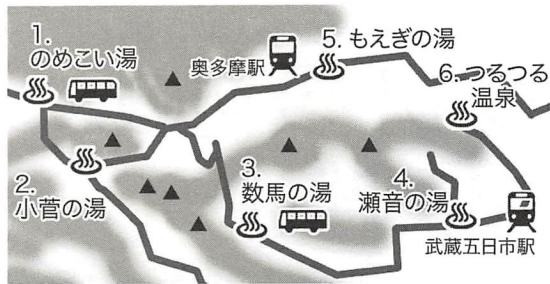 1.
のめこい湯
奥多摩駅
5. もえぎの湯
6. つるつる
温泉
2.
小菅の湯
3.
数馬の湯
4.
瀬音の湯
武蔵五日市駅